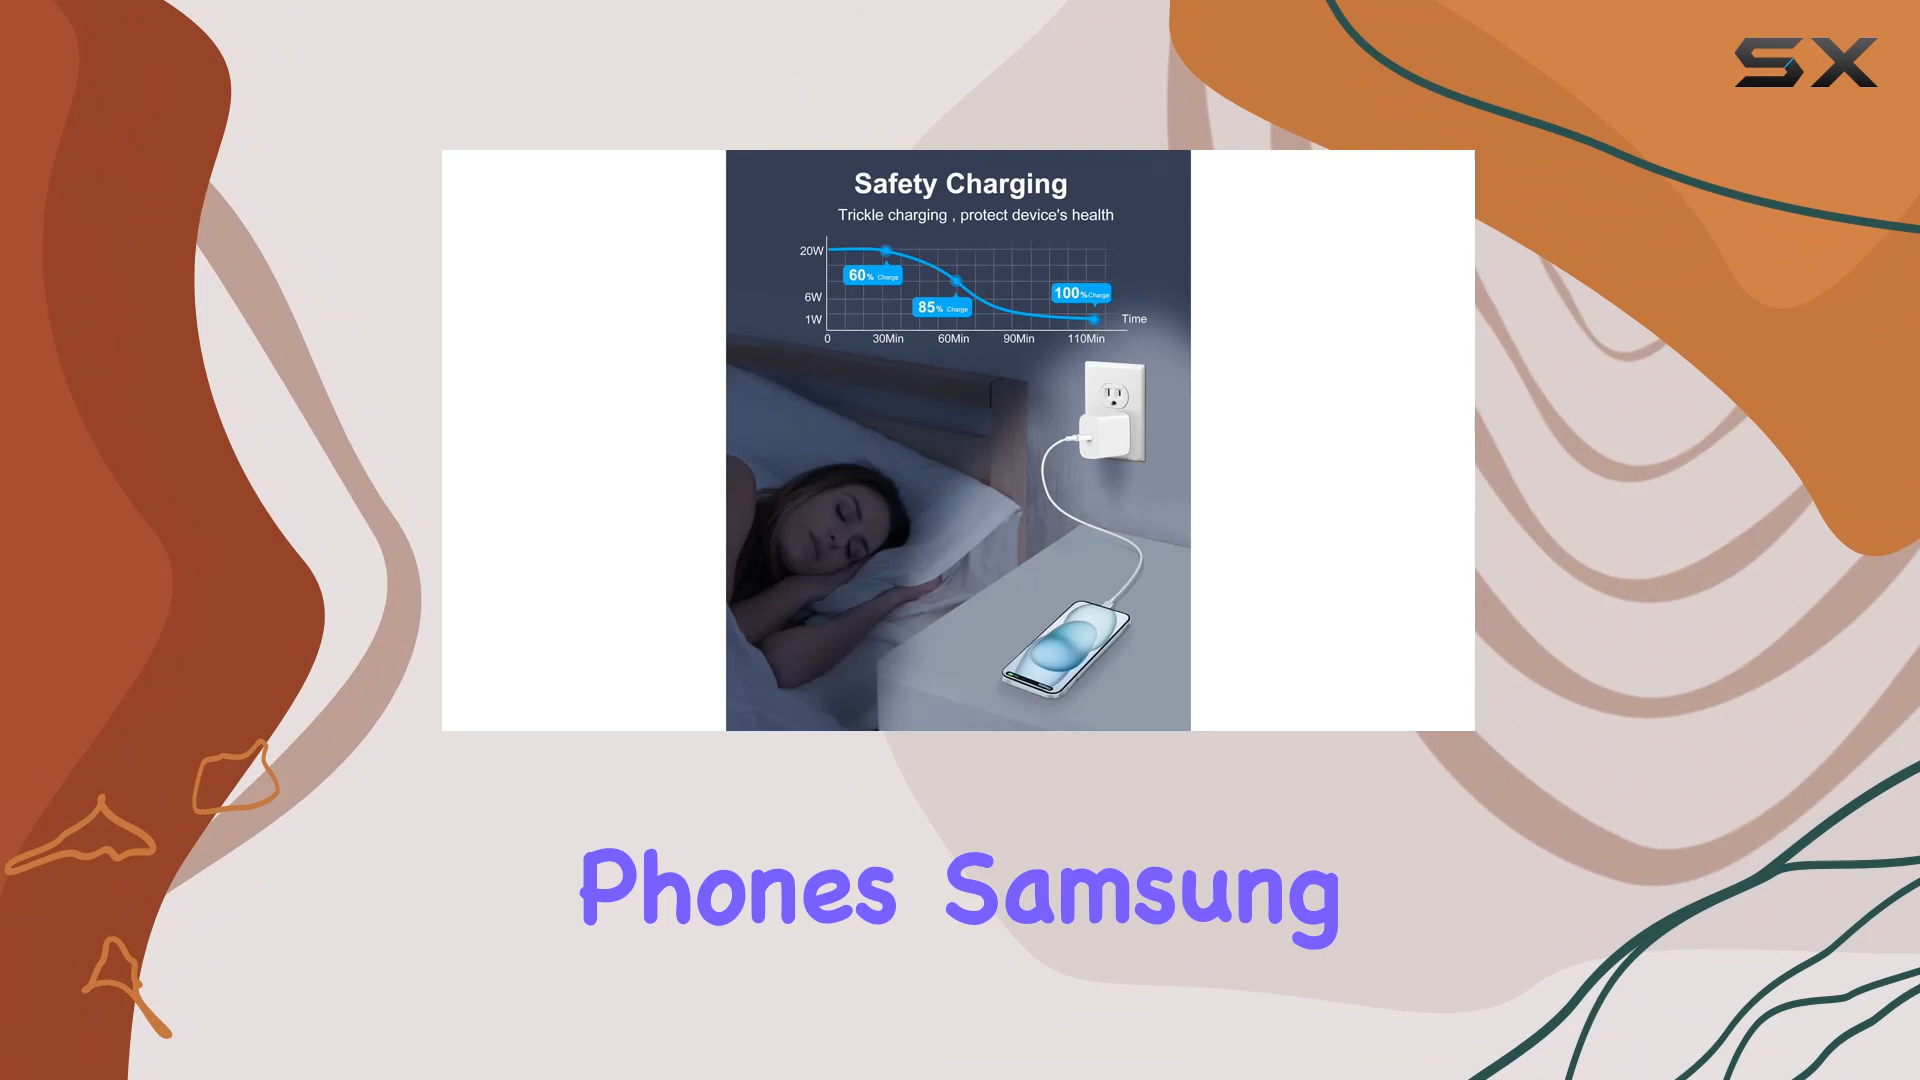 SX
Safety Charging
Trickle charging , protect device's health
20W
60% Charge
100%Charge
6W
85% Charge
1W
Time
0 30Min 60Min 90Min 110Min
Phones Samsung